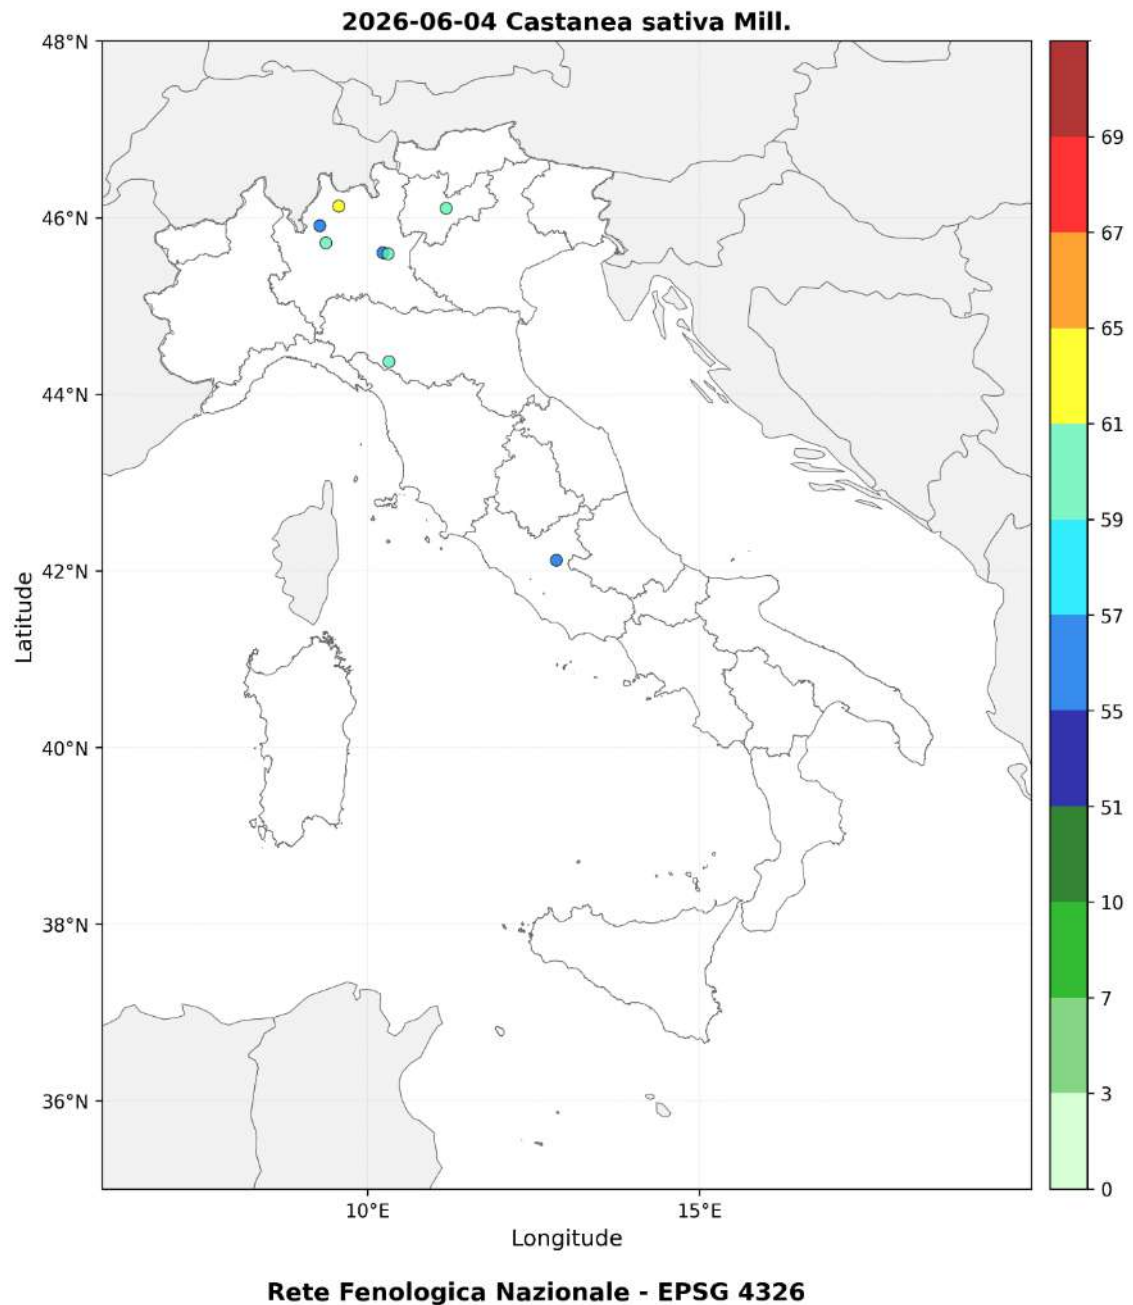 2026-06-04 Castanea sativa Mill.
48°N
46°N
44°N
42°N
40°N
38°N
36°N
Latitude
10°E
15°E
Longitude
69
67
65
61
59
57
55
51
10
7
3
0
Rete Fenologica Nazionale - EPSG 4326